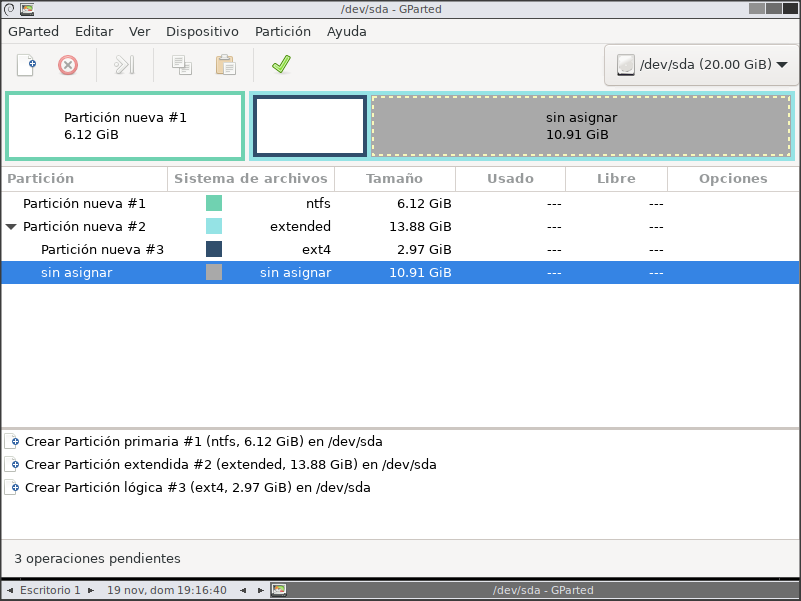 /dev/sda - GParted
GParted Editar Ver Dispositivo Partición Ayuda
/dev/sda (20.00 GiB)
Partición nueva #1
6.12 GiB
sin asignar
10.91 GiB
Partición Sistema de archivos Tamaño Usado Libre Opciones
Partición nueva #1 ntfs 6.12 GiB --- ---
Partición nueva #2 extended 13.88 GiB --- ---
Partición nueva #3 ext4 2.97 GiB --- ---
sin asignar sin asignar 10.91 GiB --- ---
Crear Partición primaria #1 (ntfs, 6.12 GiB) en /dev/sda
Crear Partición extendida #2 (extended, 13.88 GiB) en /dev/sda
Crear Partición lógica #3 (ext4, 2.97 GiB) en /dev/sda
3 operaciones pendientes
Escritorio 1 19 nov, dom 19:16:40 /dev/sda - GParted